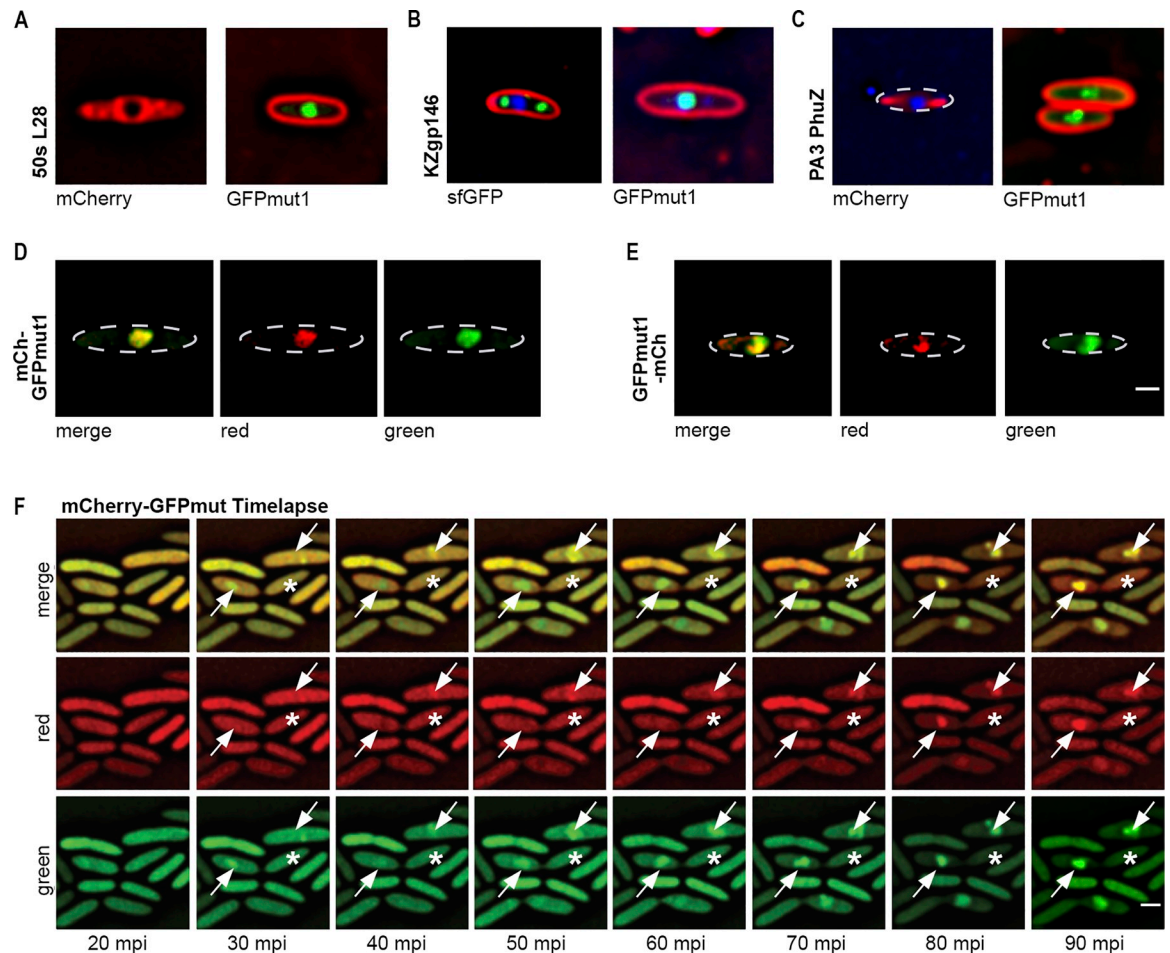 A
B
C
50s L28
KZgp146
PA3 PhuZ
mCherry
GFPmut1
sfGFP
GFPmut1
mCherry
GFPmut1
D
E
mCh-
GFPmut1
GFPmut1
-mCh
merge
red
green
merge
red
green
F
mCherry-GFPmut Timelapse
merge
*
*
*
*
*
*
*
red
*
*
*
*
*
*
*
green
*
*
*
*
*
*
*
20 mpi
30 mpi
40 mpi
50 mpi
60 mpi
70 mpi
80 mpi
90 mpi